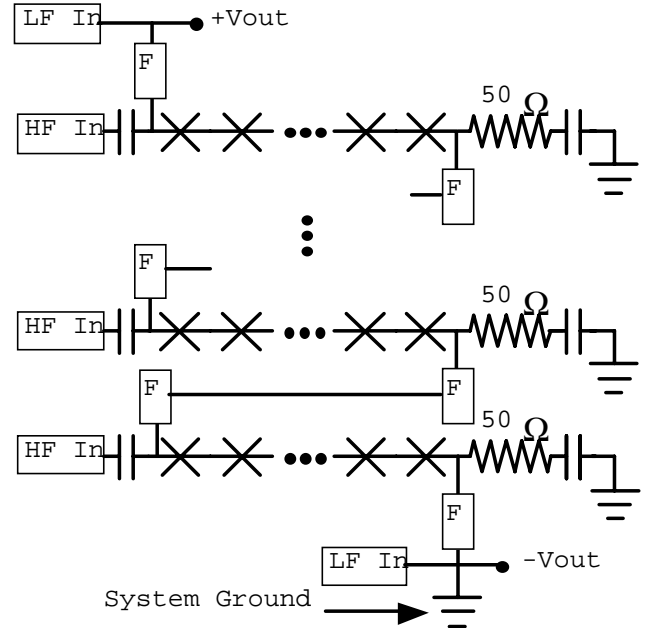 LF In
+Vout
F
HF In
50 Ω
F
F
HF In
50 Ω
F
F
HF In
50 Ω
F
LF In
-Vout
System Ground